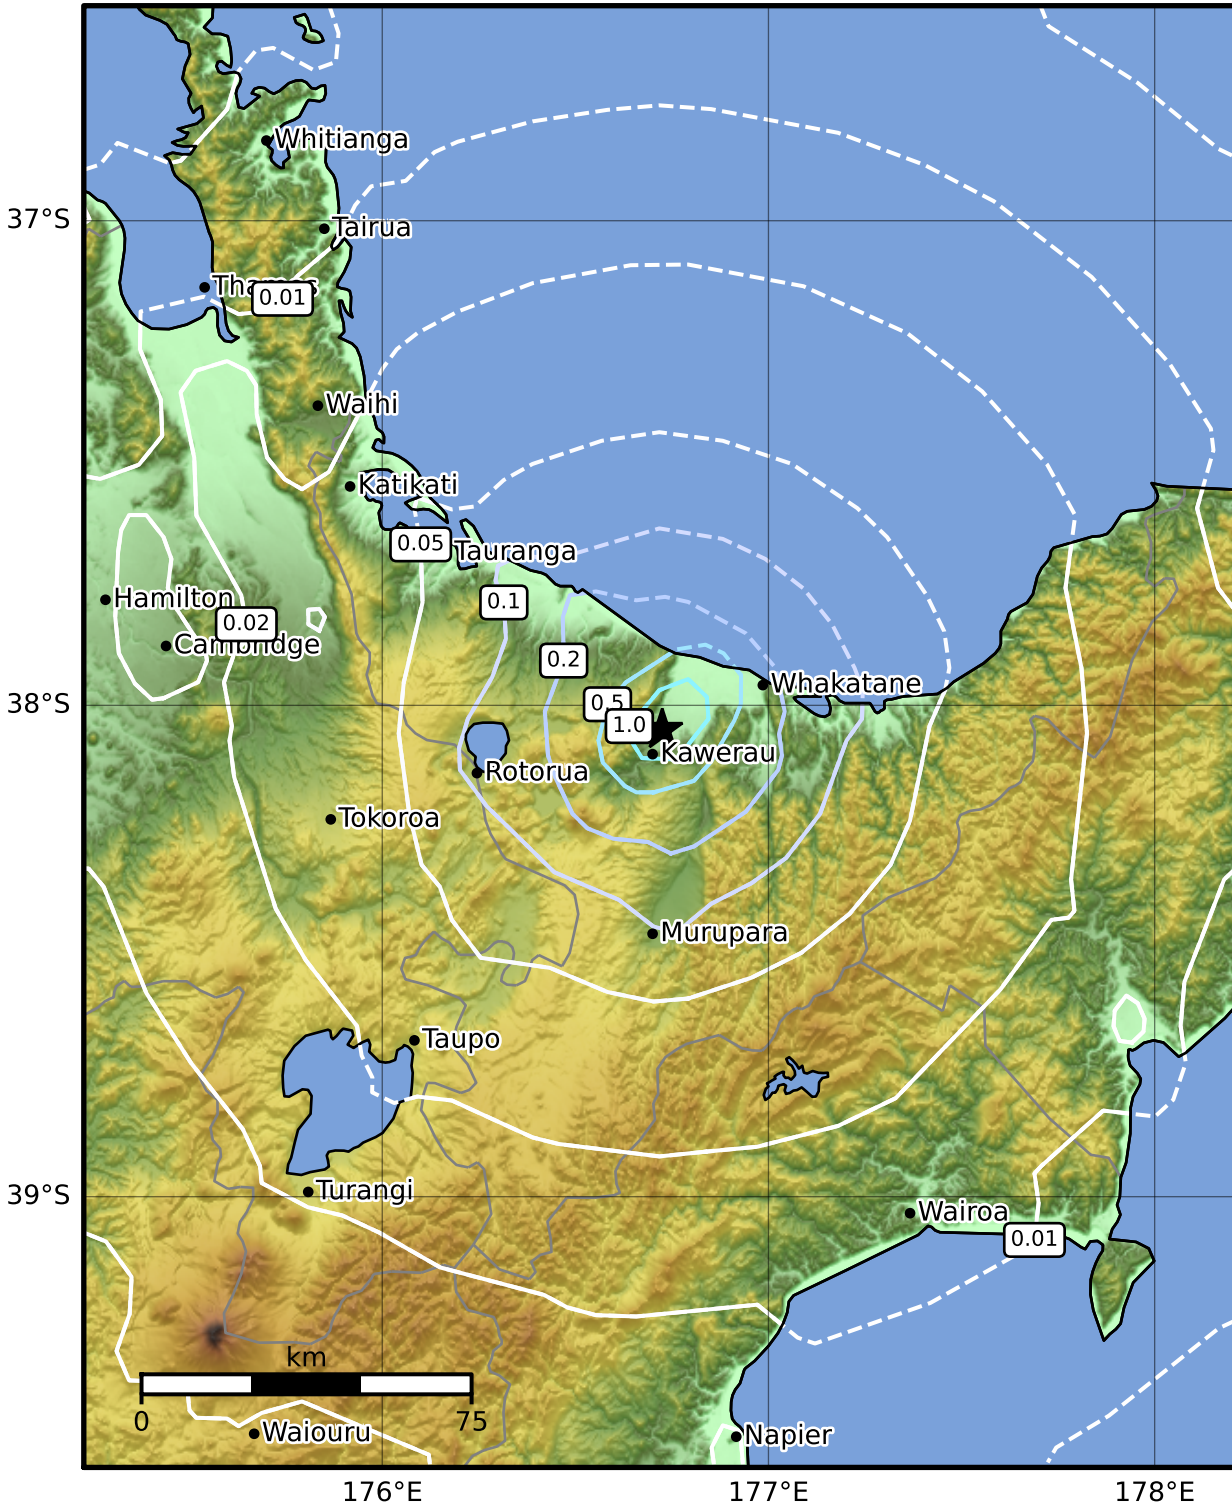 Whitianga
37°S
Tairua
Thames
0.01
Waihi
Katikati
0.05
Tauranga
Hamilton
0.1
0.02
Cambridge
0.2
Whakatane
38°S
0.5
1.0
Kawerau
Rotorua
Tokoroa
Murupara
Taupo
39°S
Turangi
Wairoa
0.01
km
0
75
Waiouru
Napier
176°E
177°E
178°E